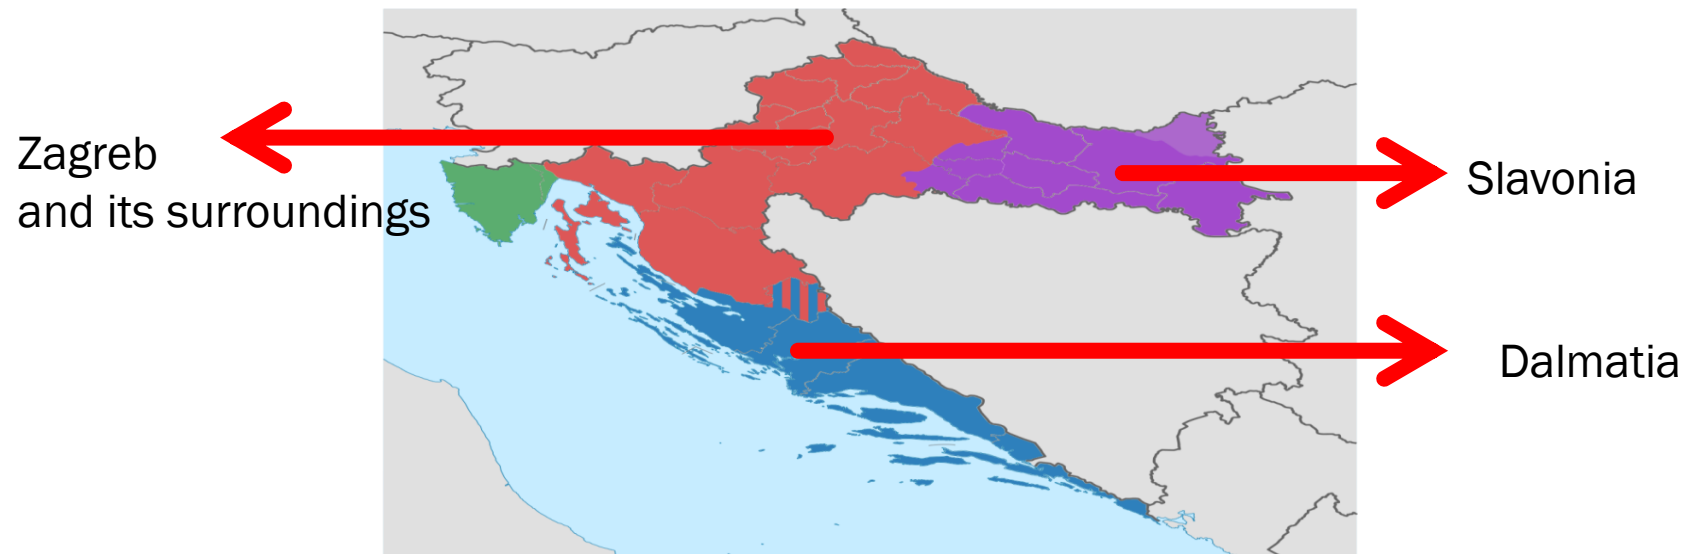 Zagreb
and its surroundings
Slavonia
Dalmatia